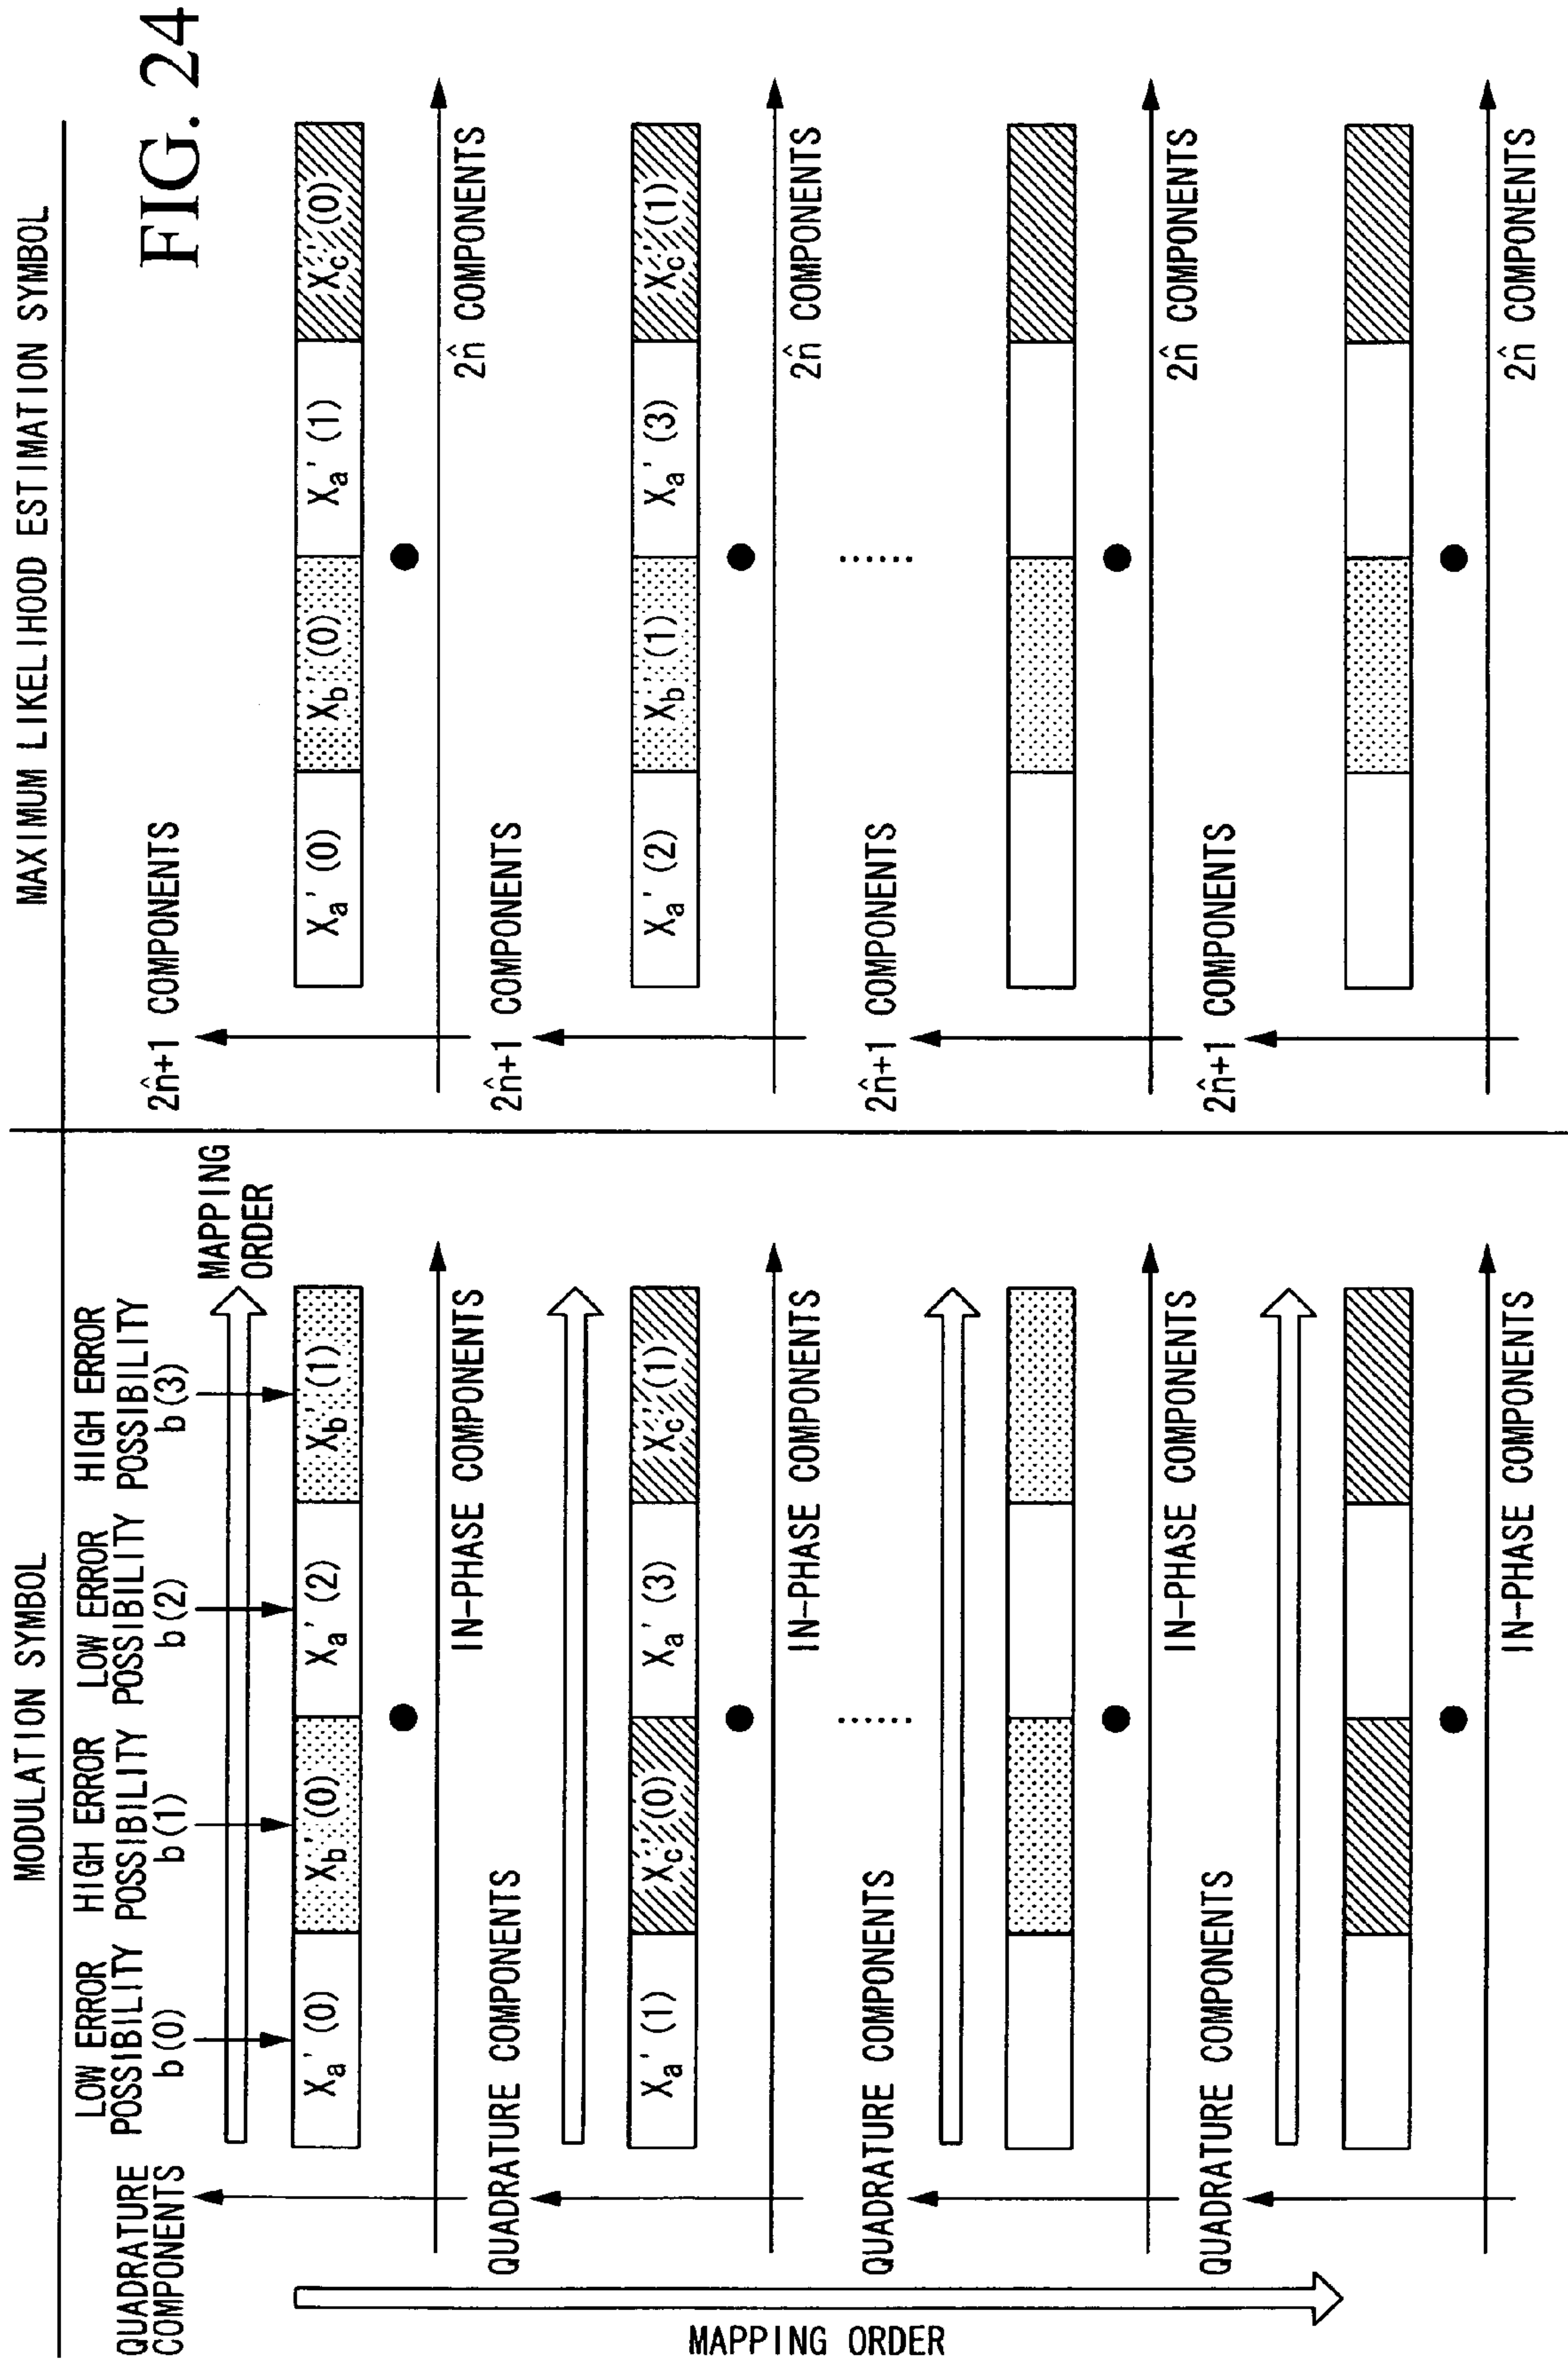 FIG. 24
MODULATION SYMBOL
MAXIMUM LIKELIHOOD ESTIMATION SYMBOL
QUADRATURE
COMPONENTS
LOW ERROR
POSSIBILITY
b(0)
HIGH ERROR
POSSIBILITY
b(1)
LOW ERROR
POSSIBILITY
b(2)
HIGH ERROR
POSSIBILITY
b(3)
MAPPING
ORDER
Xa'(0) Xb'(0) Xa'(2) Xb'(1)
IN-PHASE COMPONENTS
2n̂+1 COMPONENTS
Xa'(0) Xb'(0) Xa'(1) Xc'(0)
2n̂ COMPONENTS
QUADRATURE COMPONENTS
Xa'(1) Xc'(0) Xa'(3) Xc'(1)
IN-PHASE COMPONENTS
2n̂+1 COMPONENTS
Xa'(2) Xb'(1) Xa'(3) Xc'(1)
2n̂ COMPONENTS
......
......
QUADRATURE COMPONENTS
IN-PHASE COMPONENTS
2n̂+1 COMPONENTS
2n̂ COMPONENTS
QUADRATURE COMPONENTS
IN-PHASE COMPONENTS
2n̂+1 COMPONENTS
2n̂ COMPONENTS
MAPPING ORDER